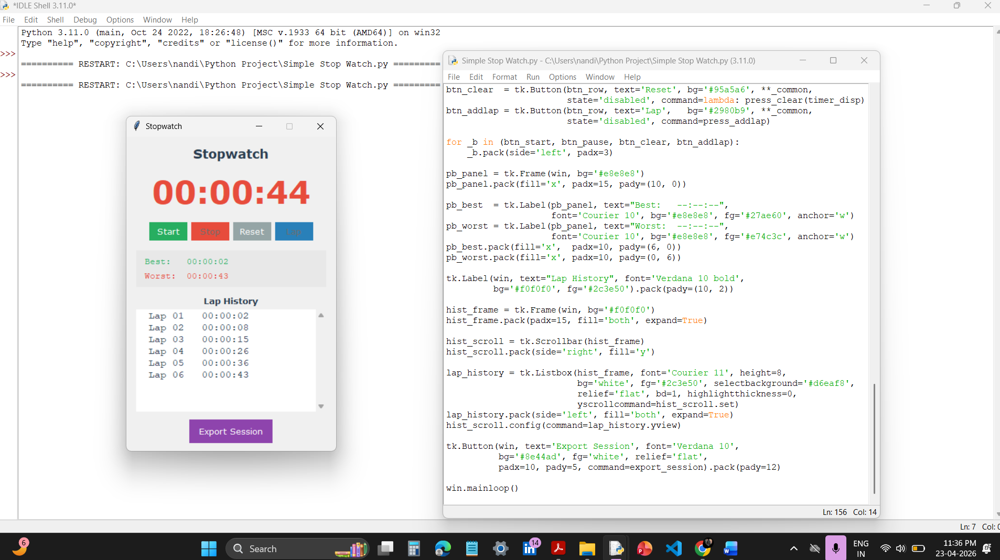 *IDLE Shell 3.11.0*
File Edit Shell Debug Options Window Help
Python 3.11.0 (main, Oct 24 2022, 18:26:48) [MSC v.1933 64 bit (AMD64)] on win32
Type "help", "copyright", "credits" or "license()" for more information.
>>>
========== RESTART: C:\Users\nandi\Python Project\Simple Stop Watch.py =========
>>>
========== RESTART: C:\Users\nandi\Python Project\Simple Stop Watch.py =========
Stopwatch
Stopwatch
00:00:44
Start Stop Reset Lap
Best: 00:00:02
Worst: 00:00:43
Lap History
Lap 01 00:00:02
Lap 02 00:00:08
Lap 03 00:00:15
Lap 04 00:00:26
Lap 05 00:00:36
Lap 06 00:00:43
Export Session
Simple Stop Watch.py - C:\Users\nandi\Python Project\Simple Stop Watch.py (3.11.0)
File Edit Format Run Options Window Help
btn_clear  = tk.Button(btn_row, text='Reset', bg='#95a5a6', **_common,
                       state='disabled', command=lambda: press_clear(timer_disp)
btn_addlap = tk.Button(btn_row, text='Lap',   bg='#2980b9', **_common,
                       state='disabled', command=press_addlap)
for _b in (btn_start, btn_pause, btn_clear, btn_addlap):
    _b.pack(side='left', padx=3)
pb_panel = tk.Frame(win, bg='#e8e8e8')
pb_panel.pack(fill='x', padx=15, pady=(10, 0))
pb_best  = tk.Label(pb_panel, text="Best:   --:--:--",
                    font='Courier 10', bg='#e8e8e8', fg='#27ae60', anchor='w')
pb_worst = tk.Label(pb_panel, text="Worst:  --:--:--",
                    font='Courier 10', bg='#e8e8e8', fg='#e74c3c', anchor='w')
pb_best.pack(fill='x',  padx=10, pady=(6, 0))
pb_worst.pack(fill='x', padx=10, pady=(0, 6))
tk.Label(win, text="Lap History", font='Verdana 10 bold',
         bg='#f0f0f0', fg='#2c3e50').pack(pady=(10, 2))
hist_frame = tk.Frame(win, bg='#f0f0f0')
hist_frame.pack(padx=15, fill='both', expand=True)
hist_scroll = tk.Scrollbar(hist_frame)
hist_scroll.pack(side='right', fill='y')
lap_history = tk.Listbox(hist_frame, font='Courier 11', height=8,
                         bg='white', fg='#2c3e50', selectbackground='#d6eaf8',
                         relief='flat', bd=1, highlightthickness=0,
                         yscrollcommand=hist_scroll.set)
lap_history.pack(side='left', fill='both', expand=True)
hist_scroll.config(command=lap_history.yview)
tk.Button(win, text='Export Session', font='Verdana 10',
          bg='#8e44ad', fg='white', relief='flat',
          padx=10, pady=5, command=export_session).pack(pady=12)
win.mainloop()
Ln: 156 Col: 14
Ln: 7 Col: 0
6
Search
14
ENG
IN
11:36 PM
23-04-2026